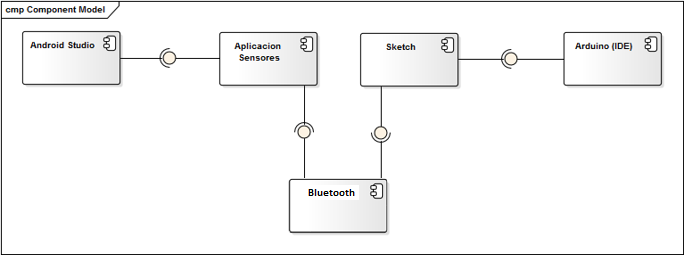 cmp Component Model
Android Studio
Aplicacion
Sensores
Sketch
Arduino (IDE)
Bluetooth